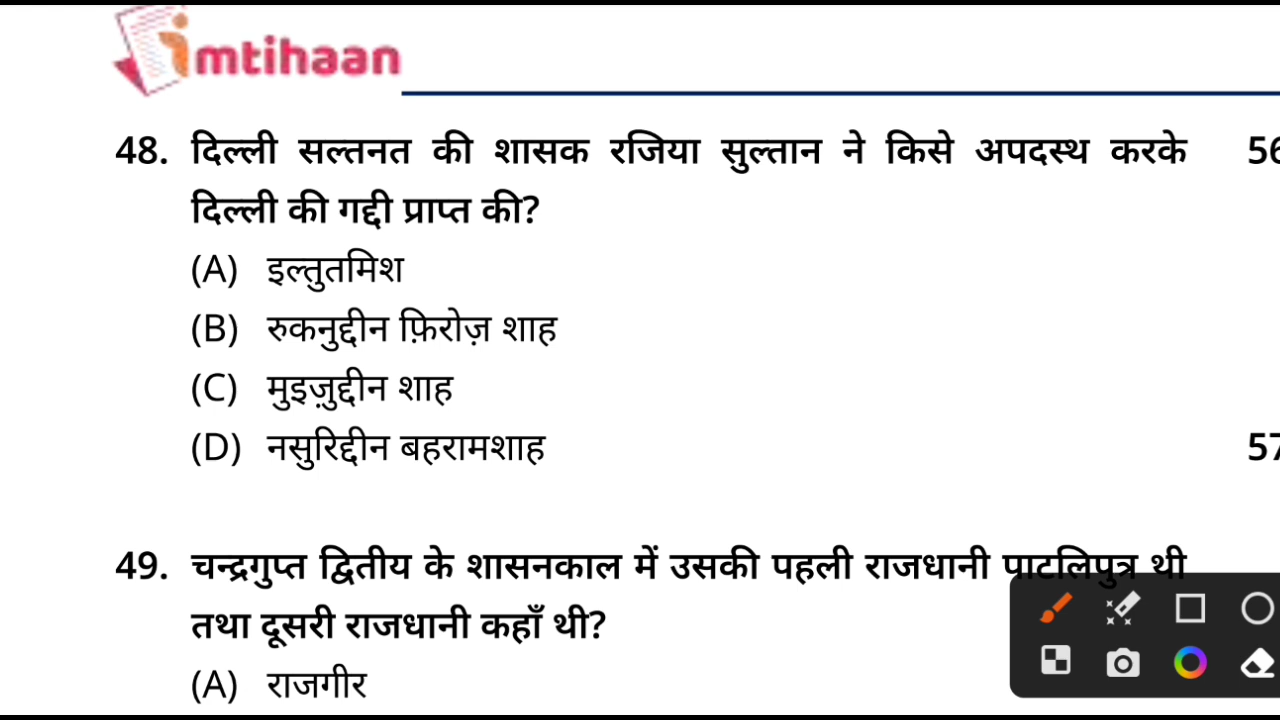 imtihaan
48. दिल्ली सल्तनत की शासक रजिया सुल्तान ने किसे अपदस्थ करके
दिल्ली की गद्दी प्राप्त की?
(A) इल्तुतमिश
(B) रुकनुद्दीन फ़िरोज़ शाह
(C) मुइज़ुद्दीन शाह
(D) नसुरिद्दीन बहरामशाह
49. चन्द्रगुप्त द्वितीय के शासनकाल में उसकी पहली राजधानी पाटलिपुत्र थी
तथा दूसरी राजधानी कहाँ थी?
(A) राजगीर
57